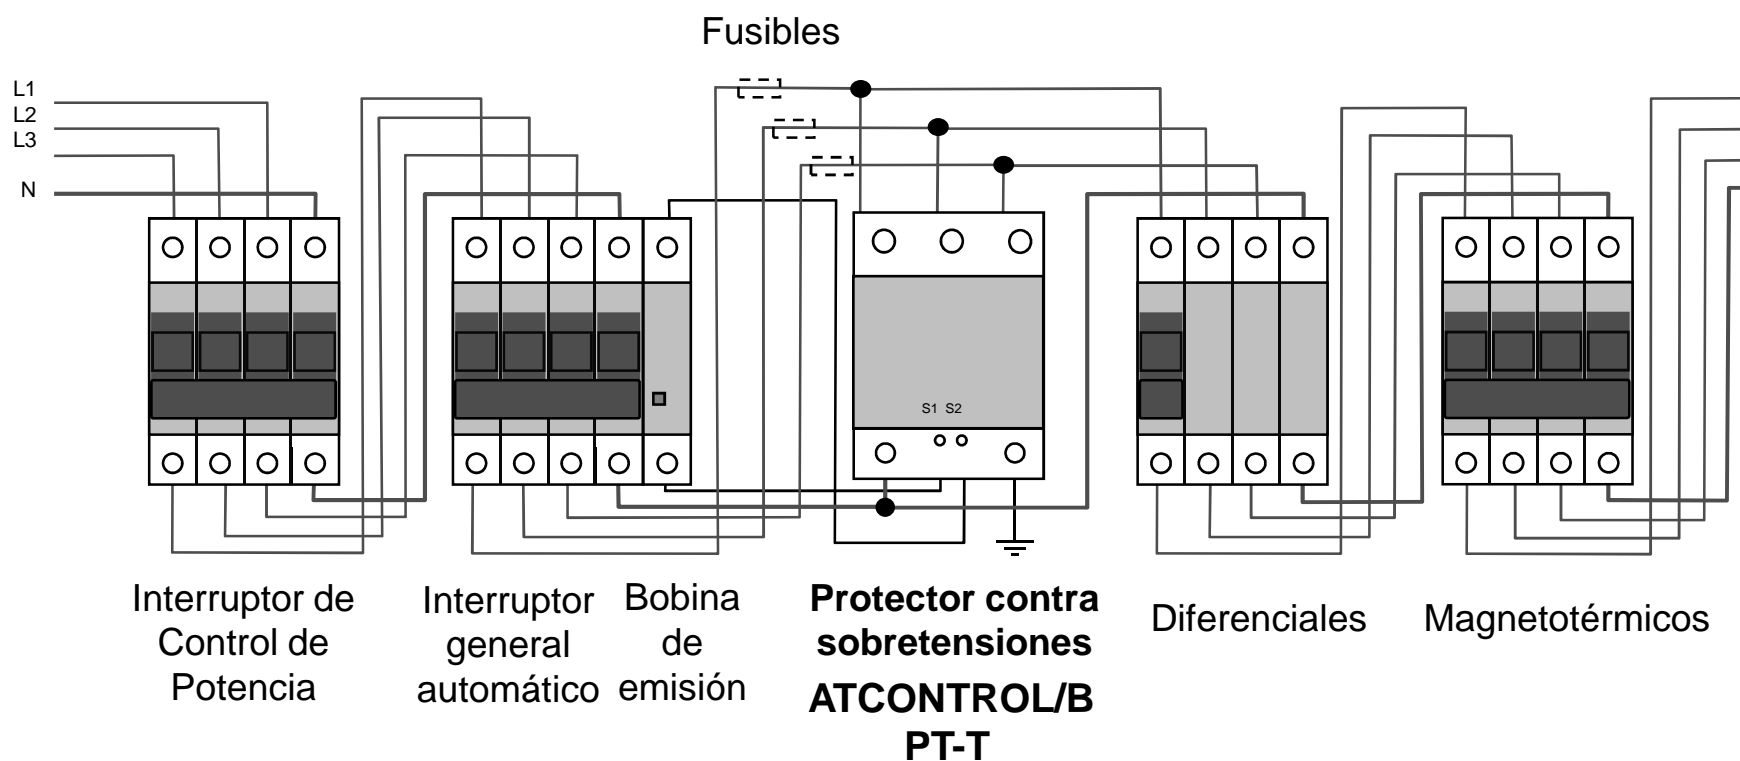 Fusibles
L1
L2
L3
N
S1 S2
Interruptor de
Control de
Potencia
Interruptor
general
automático
Bobina
de
emisión
Protector contra
sobretensiones
ATCONTROL/B
PT-T
Diferenciales
Magnetotérmicos